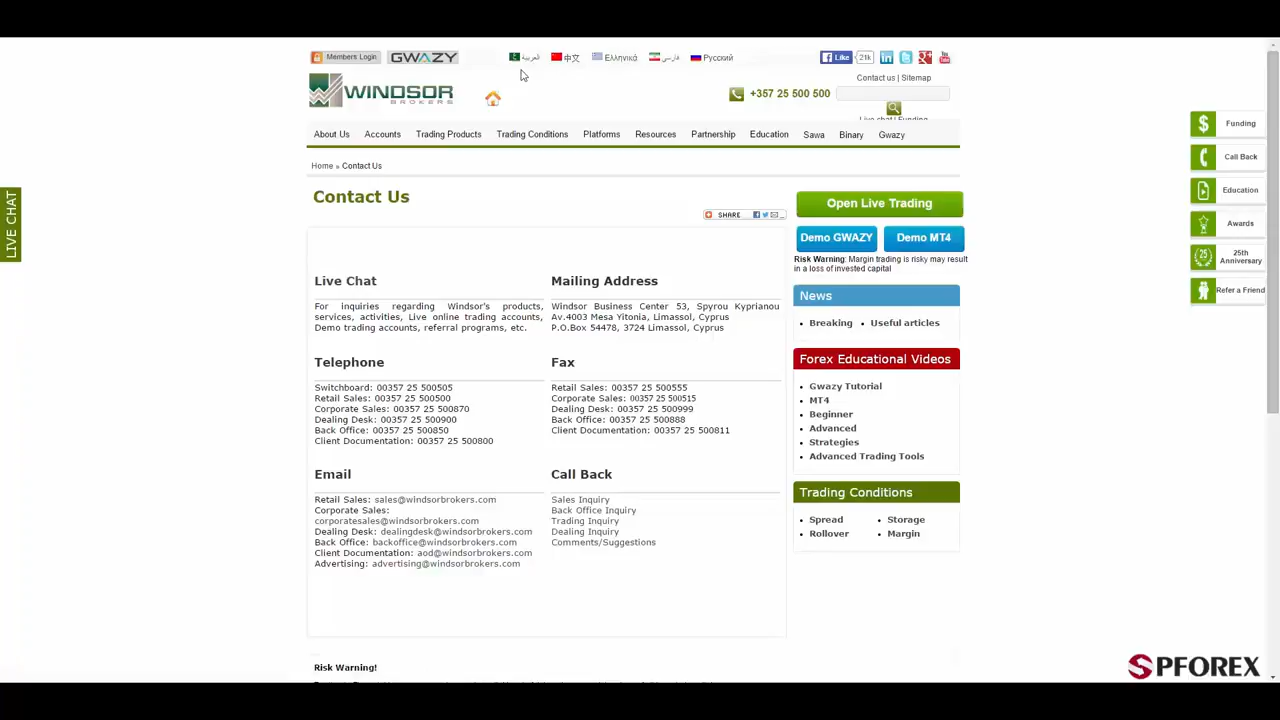 Members Login GWAZY العربية 中文 Ελληνικά فارسی Русский Like 21k
Contact us | Sitemap
WINDSOR
BROKERS
+357 25 500 500
Live chat | Funding
About Us Accounts Trading Products Trading Conditions Platforms Resources Partnership Education Sawa Binary Gwazy
Home » Contact Us
Contact Us
SHARE
Live Chat
For inquiries regarding Windsor's products,
services, activities, Live online trading accounts,
Demo trading accounts, referral programs, etc.
Mailing Address
Windsor Business Center 53, Spyrou Kyprianou
Av.4003 Mesa Yitonia, Limassol, Cyprus
P.O.Box 54478, 3724 Limassol, Cyprus
Telephone
Switchboard: 00357 25 500505
Retail Sales: 00357 25 500500
Corporate Sales: 00357 25 500870
Dealing Desk: 00357 25 500900
Back Office: 00357 25 500850
Client Documentation: 00357 25 500800
Fax
Retail Sales: 00357 25 500555
Corporate Sales: 00357 25 500515
Dealing Desk: 00357 25 500999
Back Office: 00357 25 500888
Client Documentation: 00357 25 500811
Email
Retail Sales: sales@windsorbrokers.com
Corporate Sales:
corporatesales@windsorbrokers.com
Dealing Desk: dealingdesk@windsorbrokers.com
Back Office: backoffice@windsorbrokers.com
Client Documentation: aod@windsorbrokers.com
Advertising: advertising@windsorbrokers.com
Call Back
Sales Inquiry
Back Office Inquiry
Trading Inquiry
Dealing Inquiry
Comments/Suggestions
Risk Warning!
Open Live Trading
Demo GWAZY Demo MT4
Risk Warning: Margin trading is risky may result
in a loss of invested capital
News
Breaking Useful articles
Forex Educational Videos
Gwazy Tutorial
MT4
Beginner
Advanced
Strategies
Advanced Trading Tools
Trading Conditions
Spread Storage
Rollover Margin
LIVE CHAT
Funding
Call Back
Education
Awards
25th
Anniversary
Refer a Friend
SPFOREX